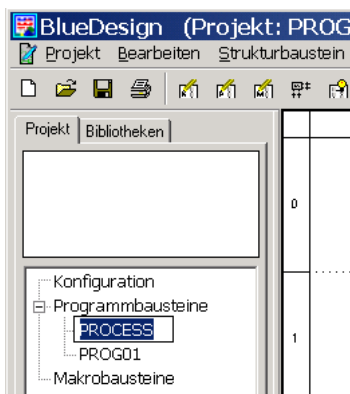 BlueDesign (Projekt: PROG
Projekt Bearbeiten Strukturbaustein
Projekt Bibliotheken
0
Konfiguration
Programmbausteine
PROCESS
PROG01
1
Makrobausteine